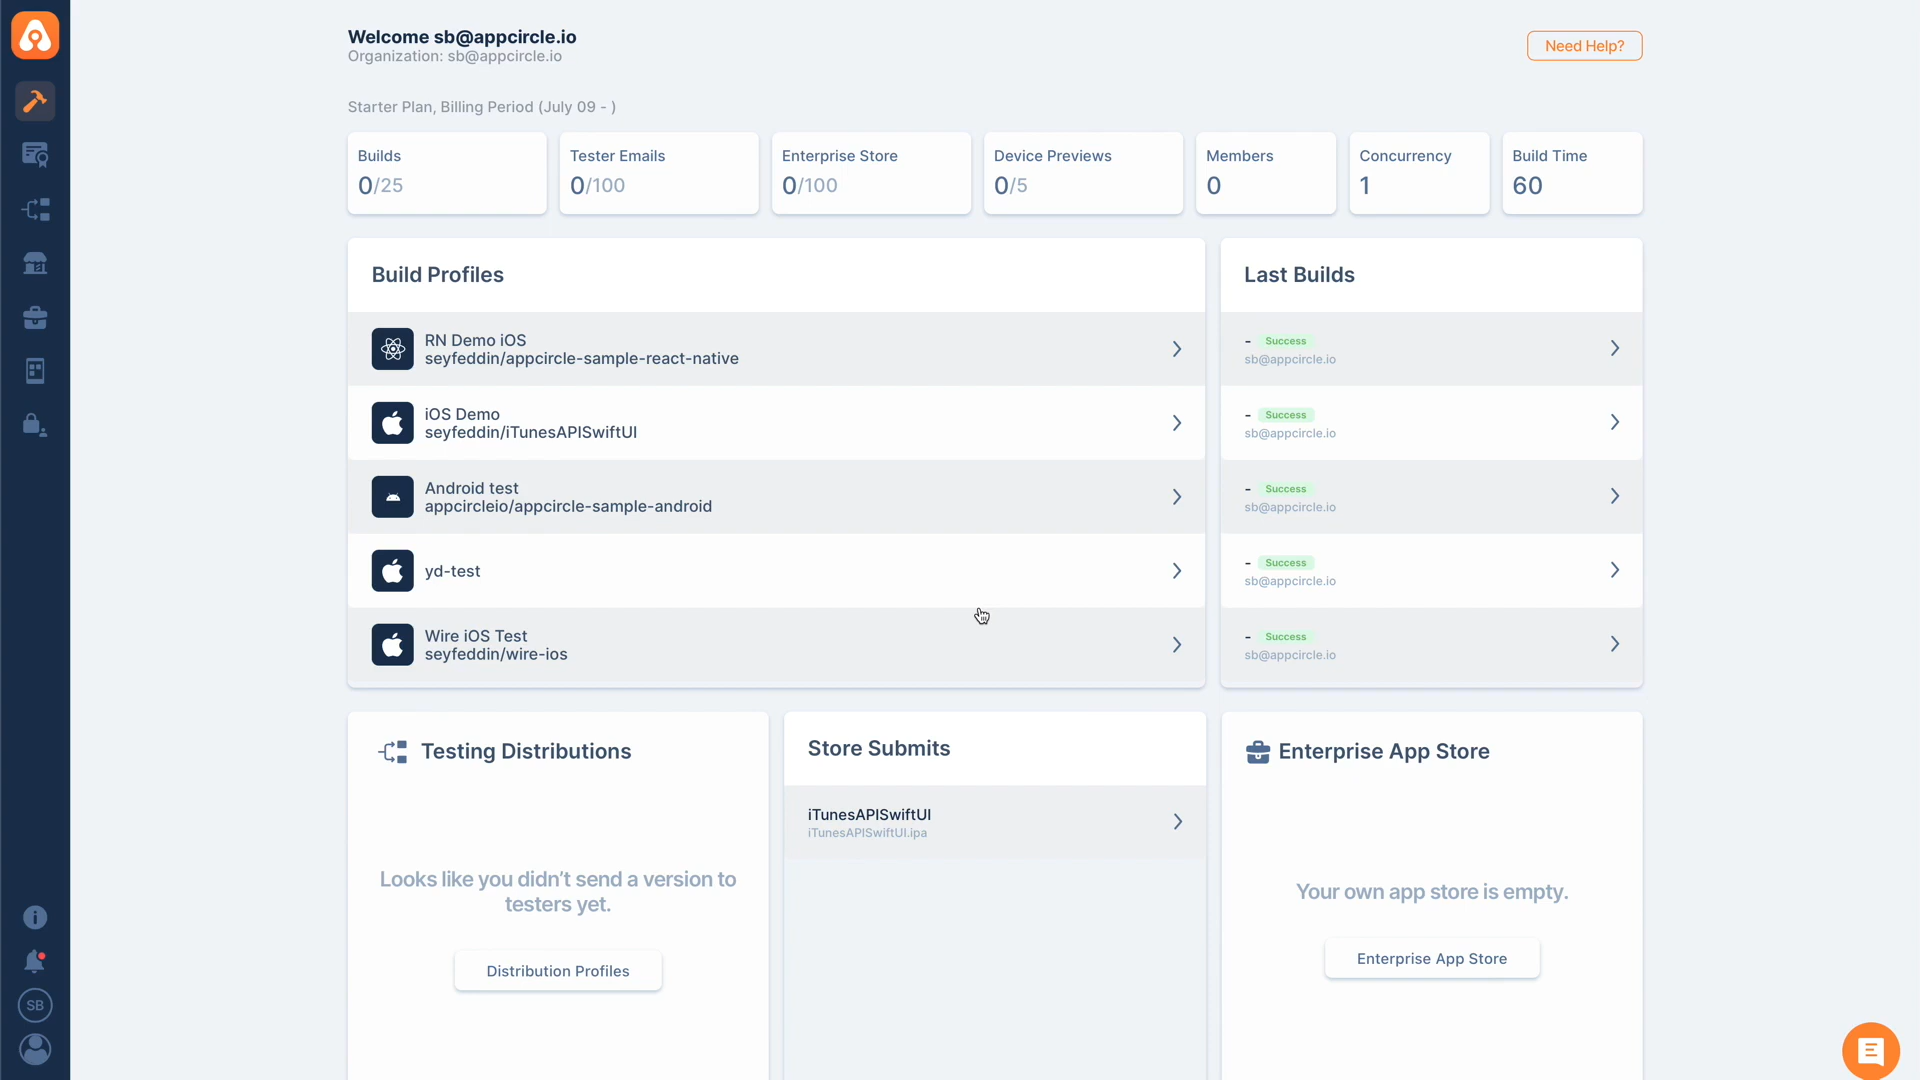 Welcome sb@appcircle.io
Organization: sb@appcircle.io
Need Help?
Starter Plan, Billing Period (July 09 - )
Builds
0/25
Tester Emails
0/100
Enterprise Store
0/100
Device Previews
0/5
Members
0
Concurrency
1
Build Time
60
Build Profiles
RN Demo iOS
seyfeddin/appcircle-sample-react-native
iOS Demo
seyfeddin/iTunesAPISwiftUI
Android test
appcircleio/appcircle-sample-android
yd-test
Wire iOS Test
seyfeddin/wire-ios
Last Builds
- Success
sb@appcircle.io
- Success
sb@appcircle.io
- Success
sb@appcircle.io
- Success
sb@appcircle.io
- Success
sb@appcircle.io
Testing Distributions
Looks like you didn't send a version to
testers yet.
Distribution Profiles
Store Submits
iTunesAPISwiftUI
iTunesAPISwiftUI.ipa
Enterprise App Store
Your own app store is empty.
Enterprise App Store
SB